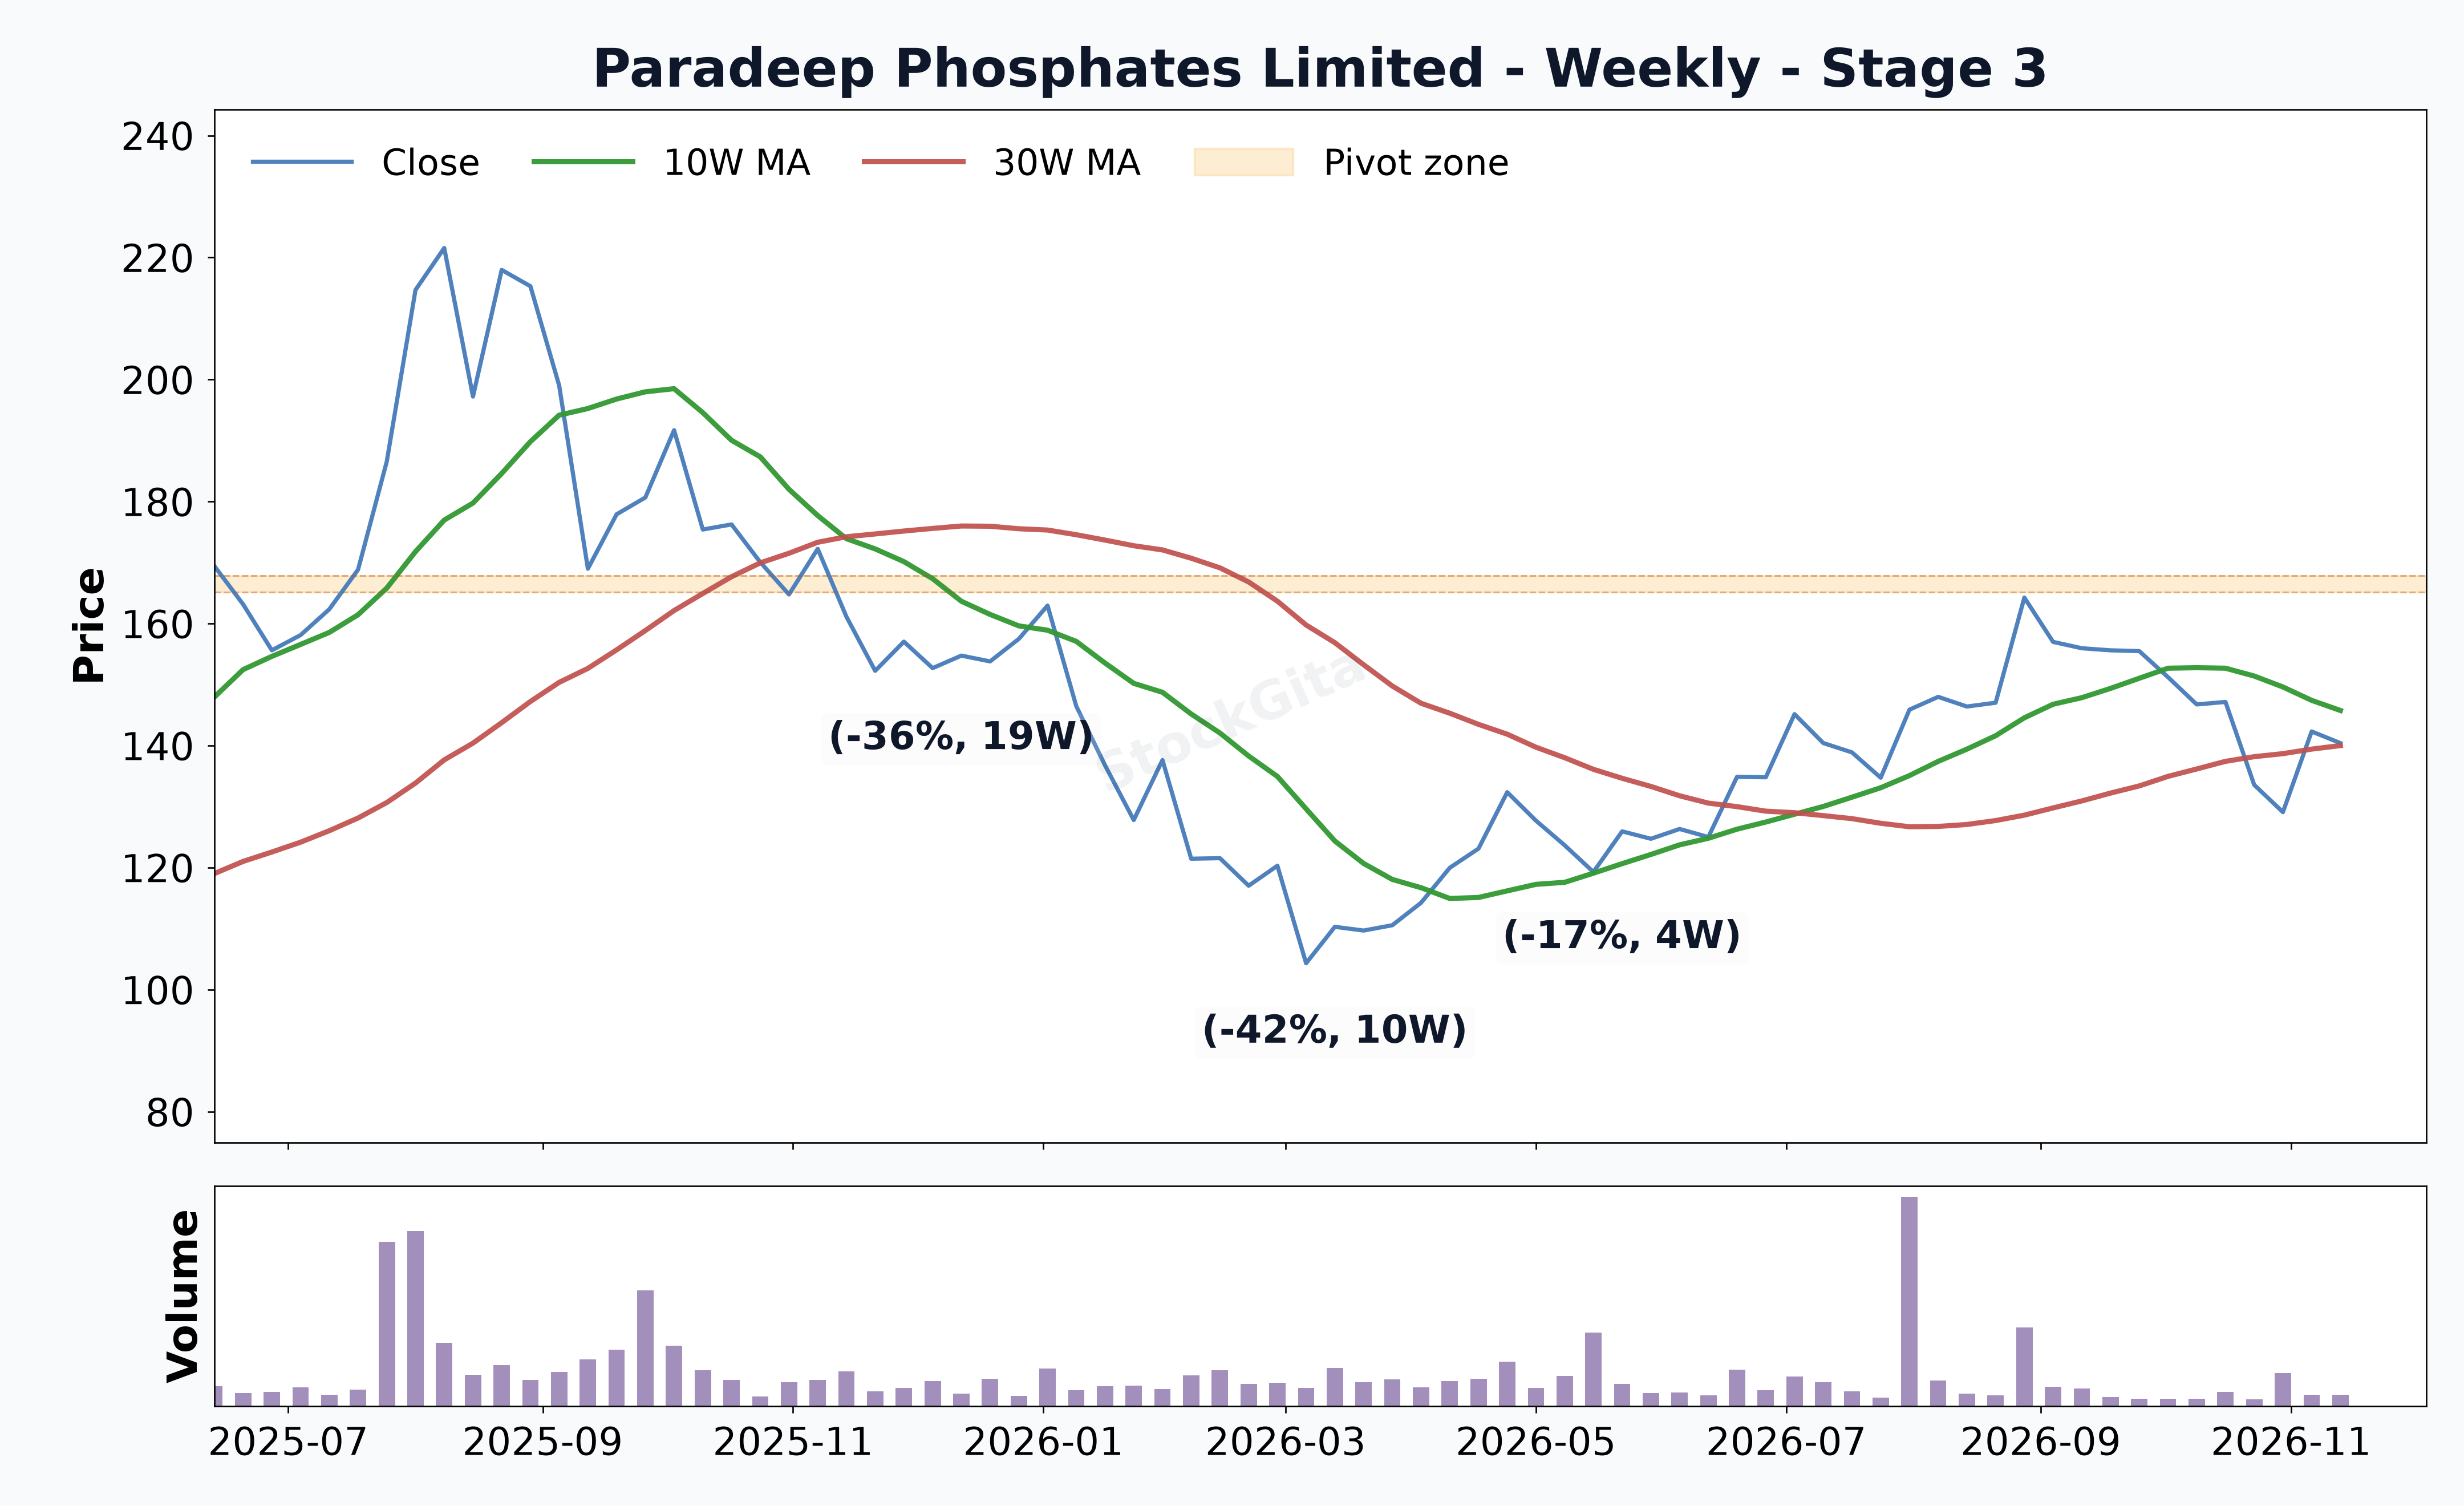 Paradeep Phosphates Limited - Weekly - Stage 3
Close 10W MA 30W MA Pivot zone
Price
240
220
200
180
160
140
120
100
80
StockGita
(-36%, 19W)
(-17%, 4W)
(-42%, 10W)
Volume
2025-07 2025-09 2025-11 2026-01 2026-03 2026-05 2026-07 2026-09 2026-11